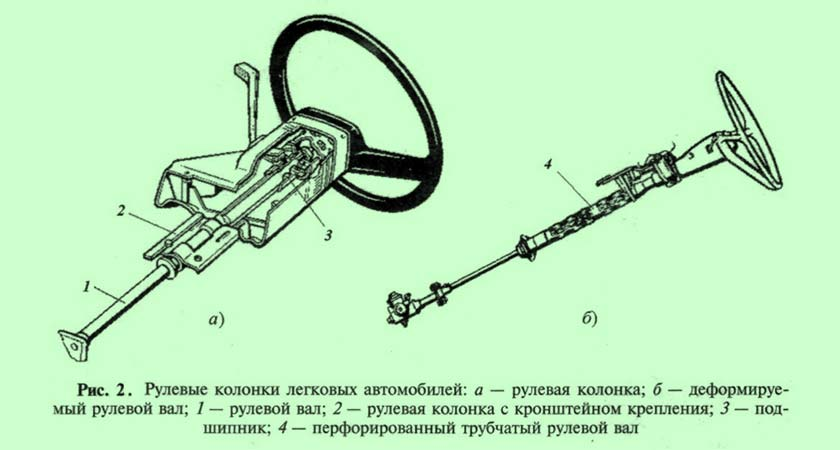 4
2
3
1
а)
б)
Рис. 2. Рулевые колонки легковых автомобилей: а — рулевая колонка; б — деформируе-
мый рулевой вал; 1 — рулевой вал; 2 — рулевая колонка с кронштейном крепления; 3 — под-
шипник; 4 — перфорированный трубчатый рулевой вал